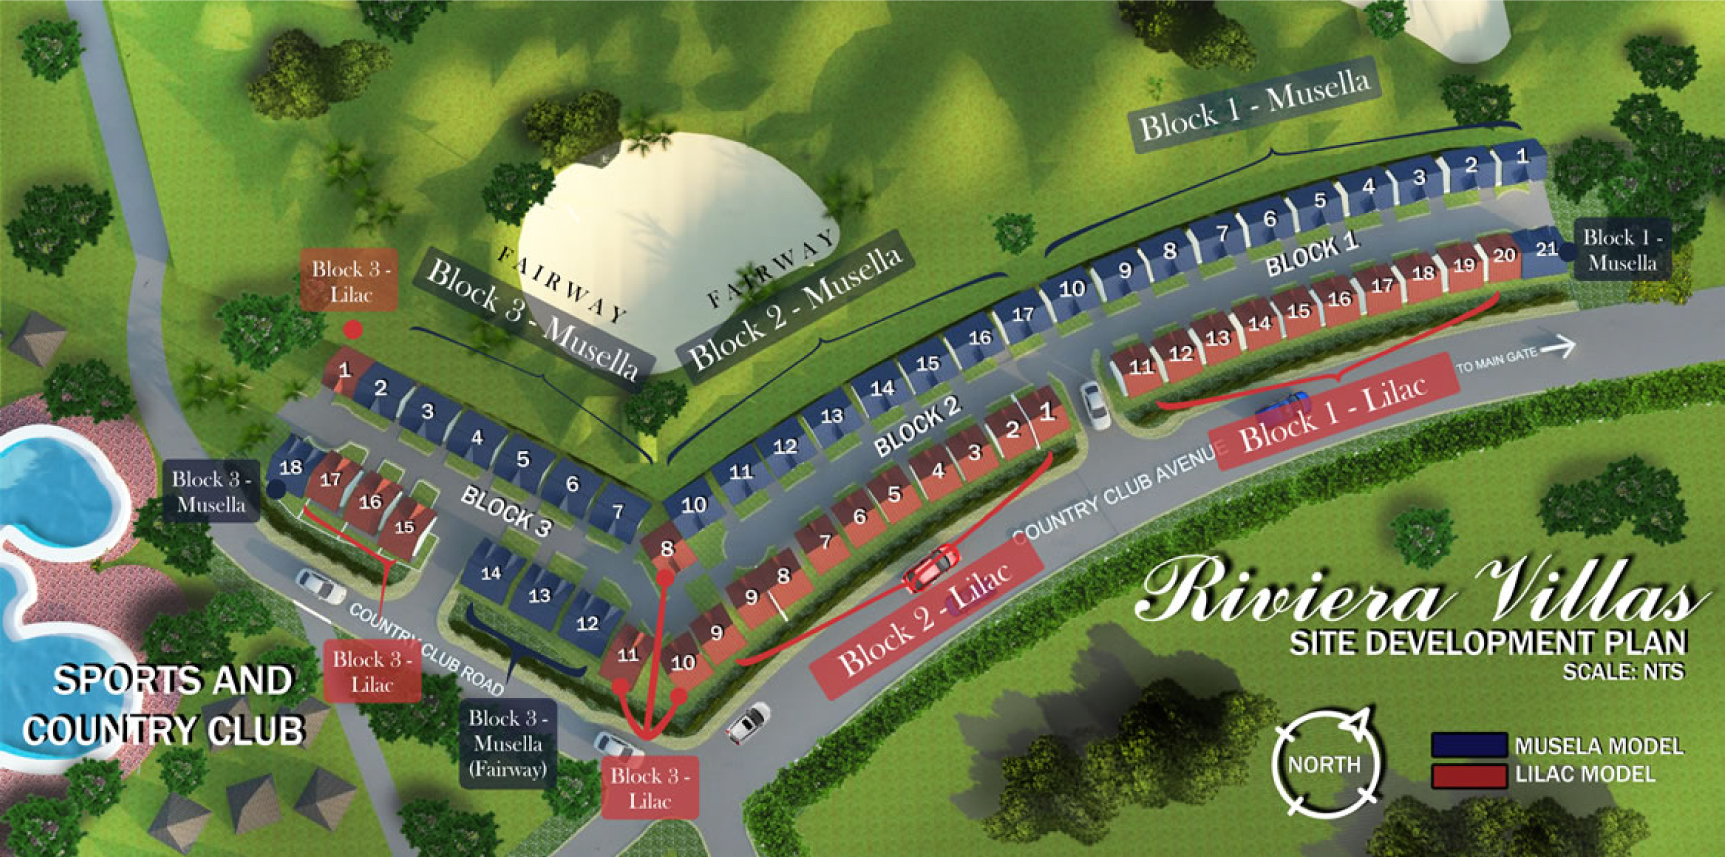 Block 1 - Musella
1
2
3
4
5
6
7
8
9
10
BLOCK 1
Block 1 -
Musella
21
20
19
18
17
16
15
14
13
12
11
FAIRWAY
FAIRWAY
Block 3 -
Lilac
Block 3 - Musella
Block 2 - Musella
17
16
15
14
13
12
11
10
BLOCK 2
1
2
3
4
5
6
7
8
9
9
10
TO MAIN GATE
Block 1 - Lilac
COUNTRY CLUB AVENUE
Block 2 - Lilac
1
2
3
4
5
6
7
8
BLOCK 3
Block 3 -
Musella
18
17
16
15
14
13
12
11
COUNTRY CLUB ROAD
Block 3 -
Lilac
Block 3 -
Musella
(Fairway)
Block 3 -
Lilac
SPORTS AND
COUNTRY CLUB
Riviera Villas
SITE DEVELOPMENT PLAN
SCALE: NTS
NORTH
MUSELA MODEL
LILAC MODEL